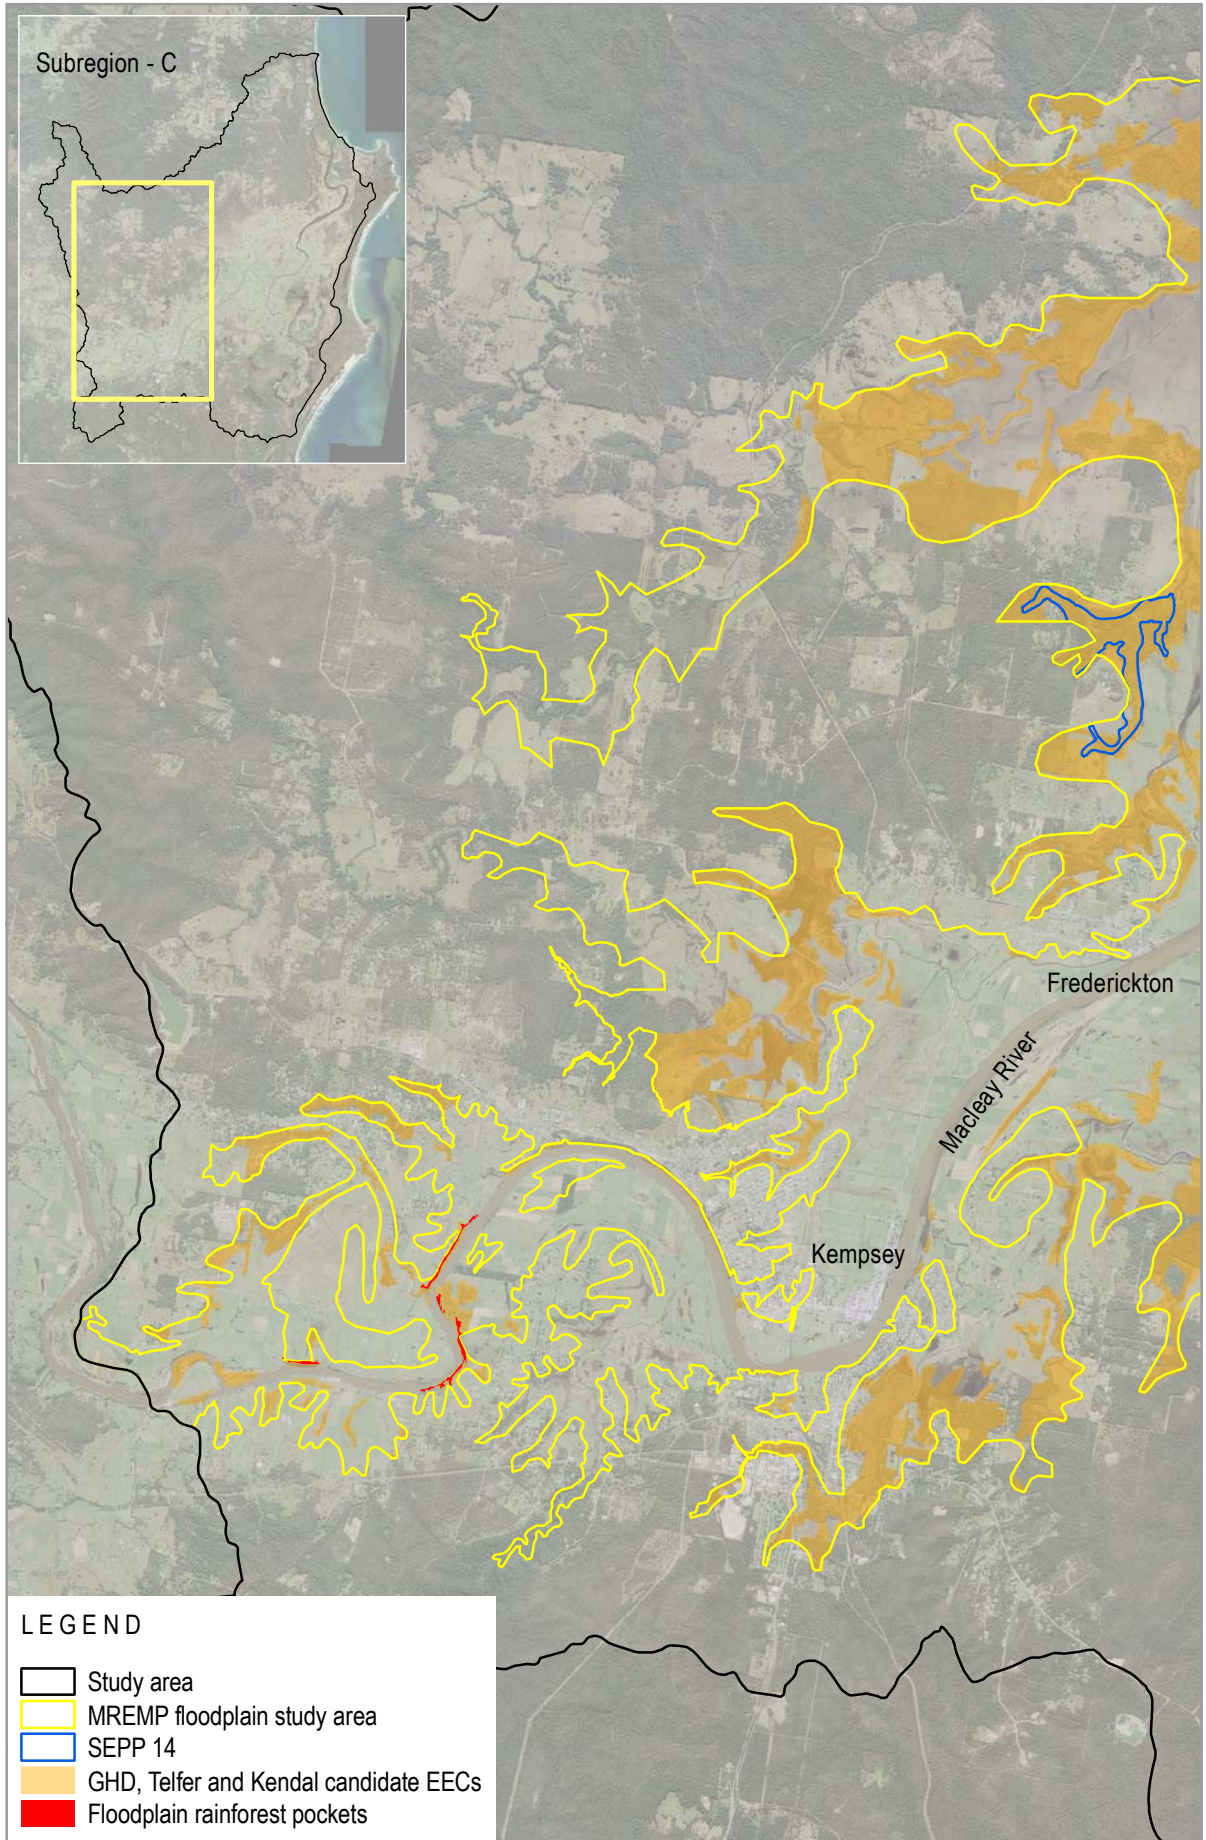 Subregion - C
Frederickton
Macleay River
Kempsey
LEGEND
Study area
MREMP floodplain study area
SEPP 14
GHD, Telfer and Kendal candidate EECs
Floodplain rainforest pockets